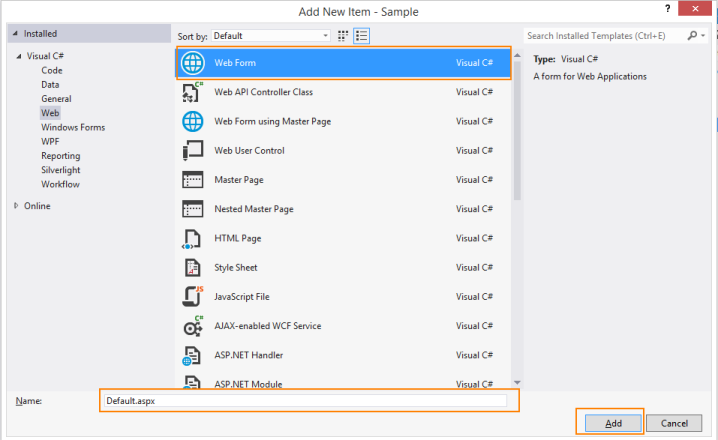 Add New Item - Sample
?
Installed
Sort by: Default
Search Installed Templates (Ctrl+E)
Visual C#
Code
Data
General
Web
Windows Forms
WPF
Reporting
Silverlight
Workflow
Online
Web Form Visual C#
C# Web API Controller Class Visual C#
Web Form using Master Page Visual C#
Web User Control Visual C#
Master Page Visual C#
Nested Master Page Visual C#
HTML Page Visual C#
Style Sheet Visual C#
JS JavaScript File Visual C#
C# AJAX-enabled WCF Service Visual C#
ASP.NET Handler Visual C#
ASP.NET Module Visual C#
Type: Visual C#
A form for Web Applications
Name: Default.aspx
Add Cancel